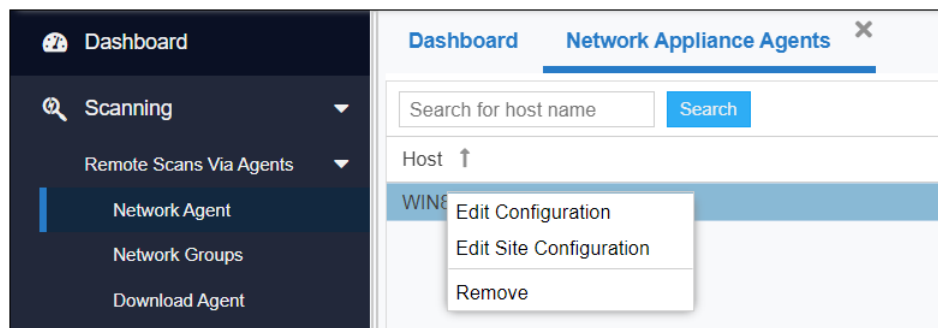 Dashboard
Scanning
Remote Scans Via Agents
Network Agent
Network Groups
Download Agent
Dashboard Network Appliance Agents
Search for host name Search
Host
Edit Configuration
Edit Site Configuration
Remove